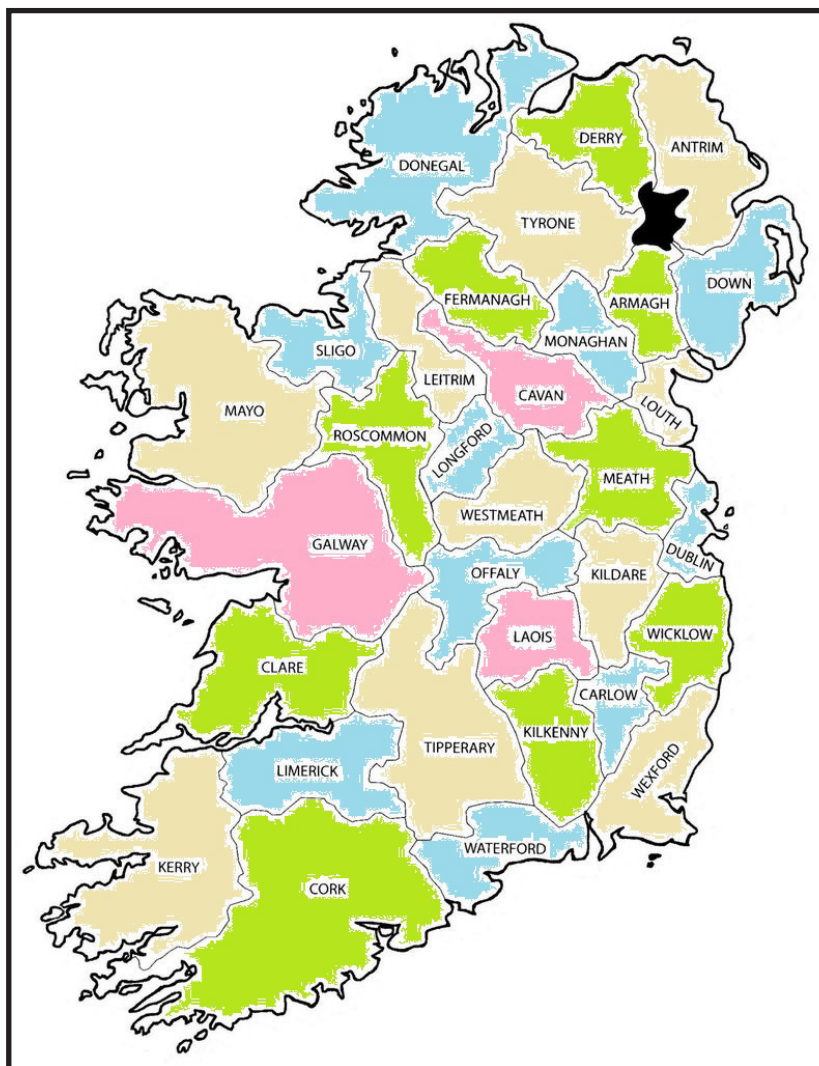 DERRY
ANTRIM
DONEGAL
TYRONE
DOWN
FERMANAGH
ARMAGH
MONAGHAN
SLIGO
LEITRIM
CAVAN
LOUTH
MAYO
ROSCOMMON
LONGFORD
MEATH
WESTMEATH
GALWAY
OFFALY
KILDARE
DUBLIN
LAOIS
WICKLOW
CLARE
CARLOW
KILKENNY
TIPPERARY
LIMERICK
WEXFORD
WATERFORD
KERRY
CORK